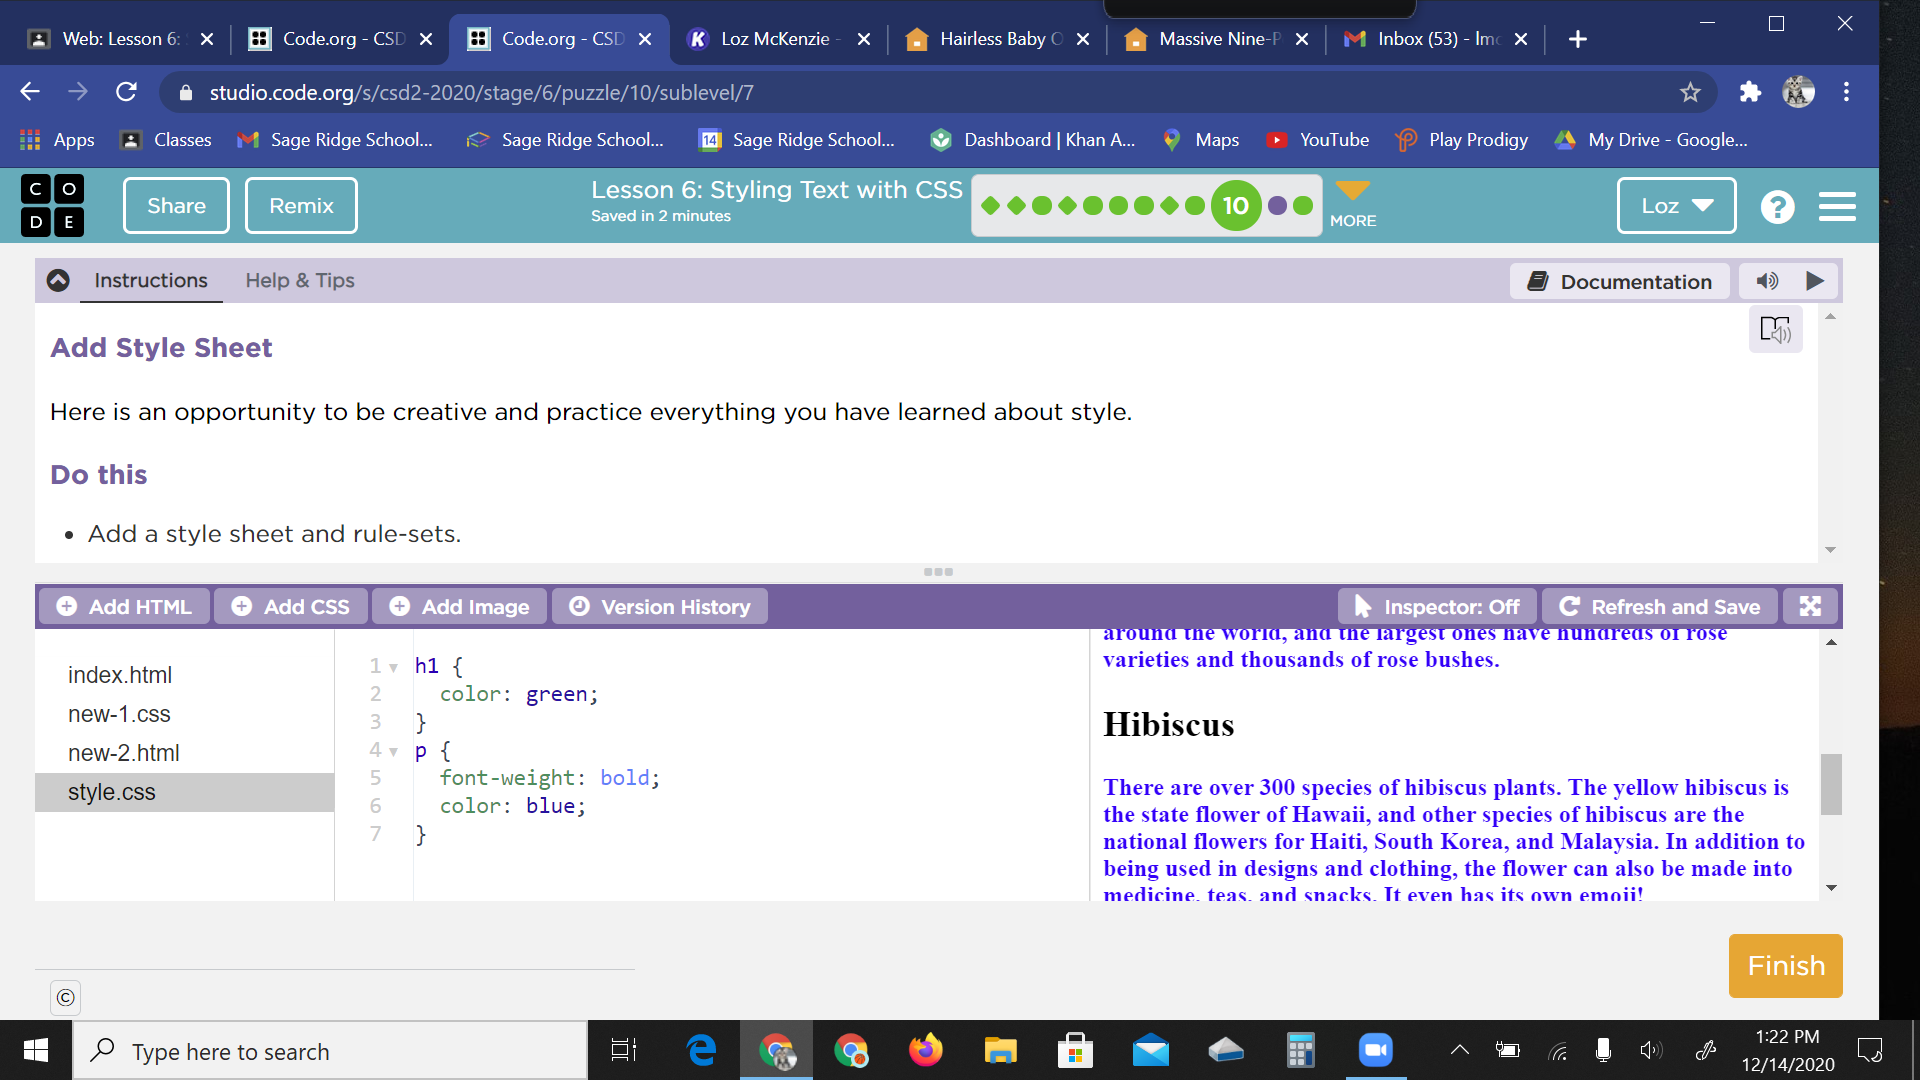 Web: Lesson 6:
Code.org - CSD
Code.org - CSD
Loz McKenzie -
Hairless Baby O
Massive Nine-P
Inbox (53) - lmc
studio.code.org/s/csd2-2020/stage/6/puzzle/10/sublevel/7
Apps
Classes
Sage Ridge School...
Sage Ridge School...
14
Sage Ridge School...
Dashboard | Khan A...
Maps
YouTube
Play Prodigy
My Drive - Google...
C O
D E
Share
Remix
Lesson 6: Styling Text with CSS
Saved in 2 minutes
10
MORE
Loz
?
Instructions
Help & Tips
Documentation
Add Style Sheet
Here is an opportunity to be creative and practice everything you have learned about style.
Do this
• Add a style sheet and rule-sets.
Add HTML
Add CSS
Add Image
Version History
Inspector: Off
Refresh and Save
index.html
new-1.css
new-2.html
style.css
1 h1 {
2 color: green;
3 }
4 p {
5 font-weight: bold;
6 color: blue;
7 }
around the world, and the largest ones have hundreds of rose
varieties and thousands of rose bushes.
Hibiscus
There are over 300 species of hibiscus plants. The yellow hibiscus is
the state flower of Hawaii, and other species of hibiscus are the
national flowers for Haiti, South Korea, and Malaysia. In addition to
being used in designs and clothing, the flower can also be made into
medicine, teas, and snacks. It even has its own emoji!
Finish
©
Type here to search
1:22 PM
12/14/2020